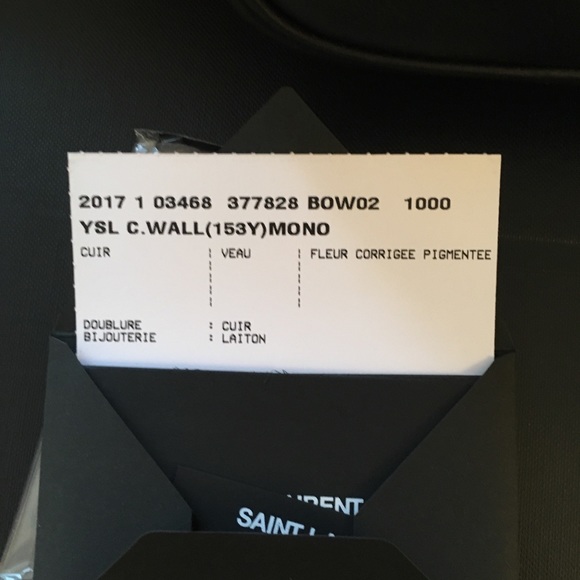 2017 1 03468 377828 BOW02 1000
YSL C.WALL(153Y)MONO
CUIR : VEAU : FLEUR CORRIGEE PIGMENTEE
DOUBLURE : CUIR
BIJOUTERIE : LAITON
SAINT